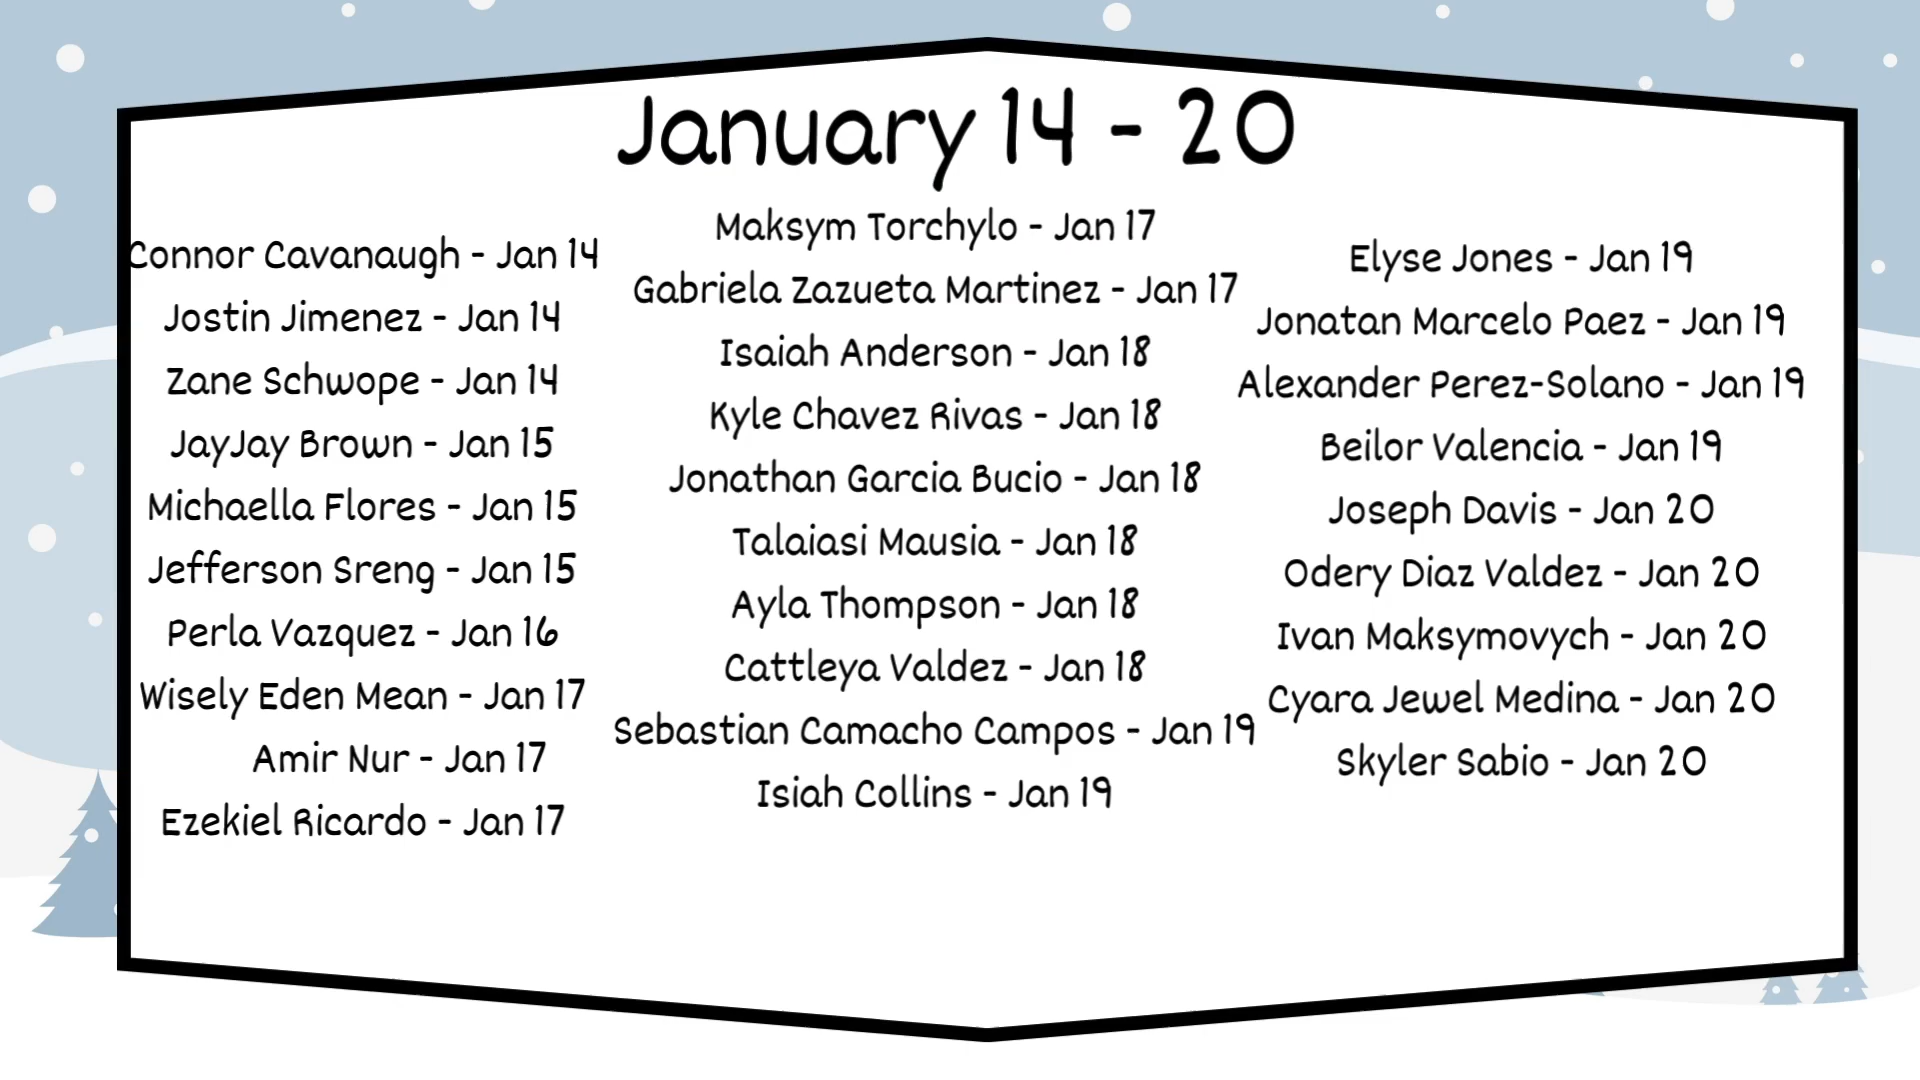 January 14 - 20
Connor Cavanaugh - Jan 14
Jostin Jimenez - Jan 14
Zane Schwope - Jan 14
JayJay Brown - Jan 15
Michaella Flores - Jan 15
Jefferson Sreng - Jan 15
Perla Vazquez - Jan 16
Wisely Eden Mean - Jan 17
Amir Nur - Jan 17
Ezekiel Ricardo - Jan 17
Maksym Torchylo - Jan 17
Gabriela Zazueta Martinez - Jan 17
Isaiah Anderson - Jan 18
Kyle Chavez Rivas - Jan 18
Jonathan Garcia Bucio - Jan 18
Talaiasi Mausia - Jan 18
Ayla Thompson - Jan 18
Cattleya Valdez - Jan 18
Sebastian Camacho Campos - Jan 19
Isiah Collins - Jan 19
Elyse Jones - Jan 19
Jonatan Marcelo Paez - Jan 19
Alexander Perez-Solano - Jan 19
Beilor Valencia - Jan 19
Joseph Davis - Jan 20
Odery Diaz Valdez - Jan 20
Ivan Maksymovych - Jan 20
Cyara Jewel Medina - Jan 20
Skyler Sabio - Jan 20